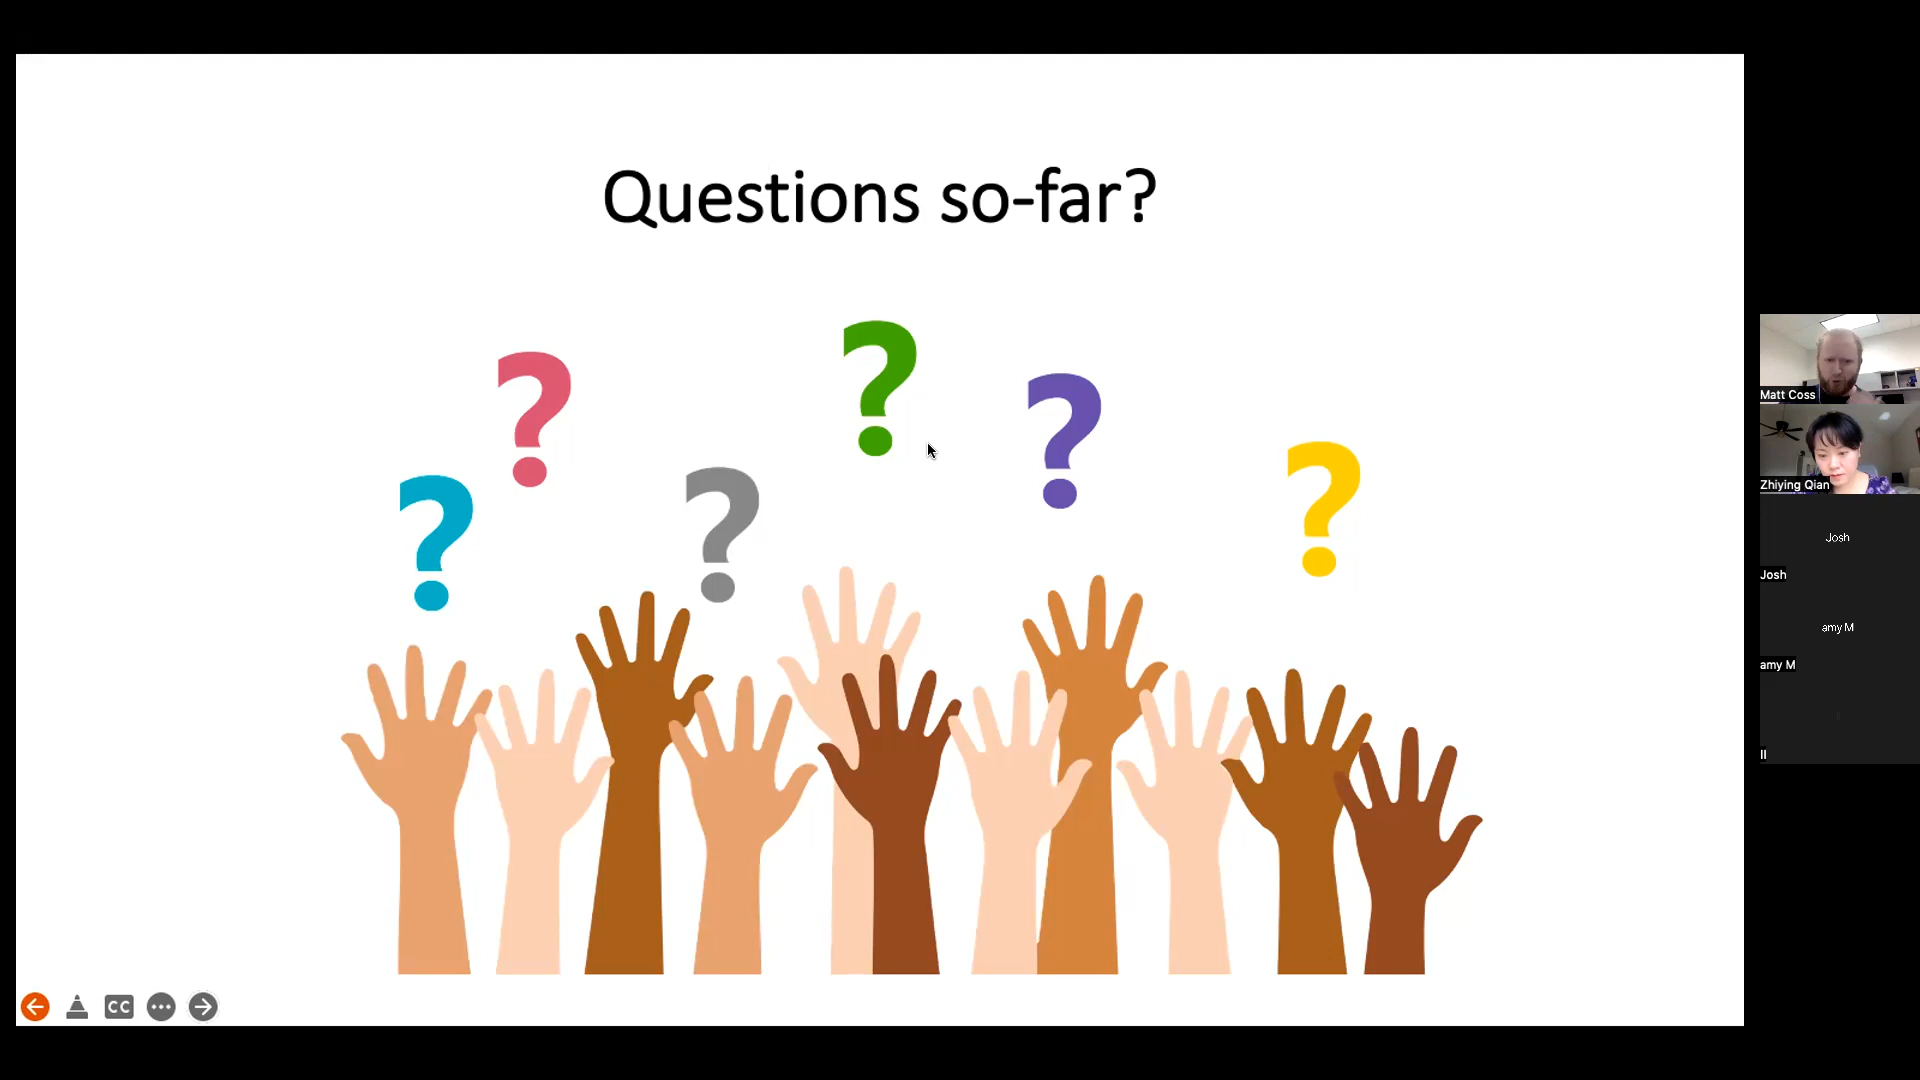 Questions so-far?
? ? ? ? ? ?
Matt Coss
Zhiying Qian
Josh
Josh
amy M
amy M
ll
CC